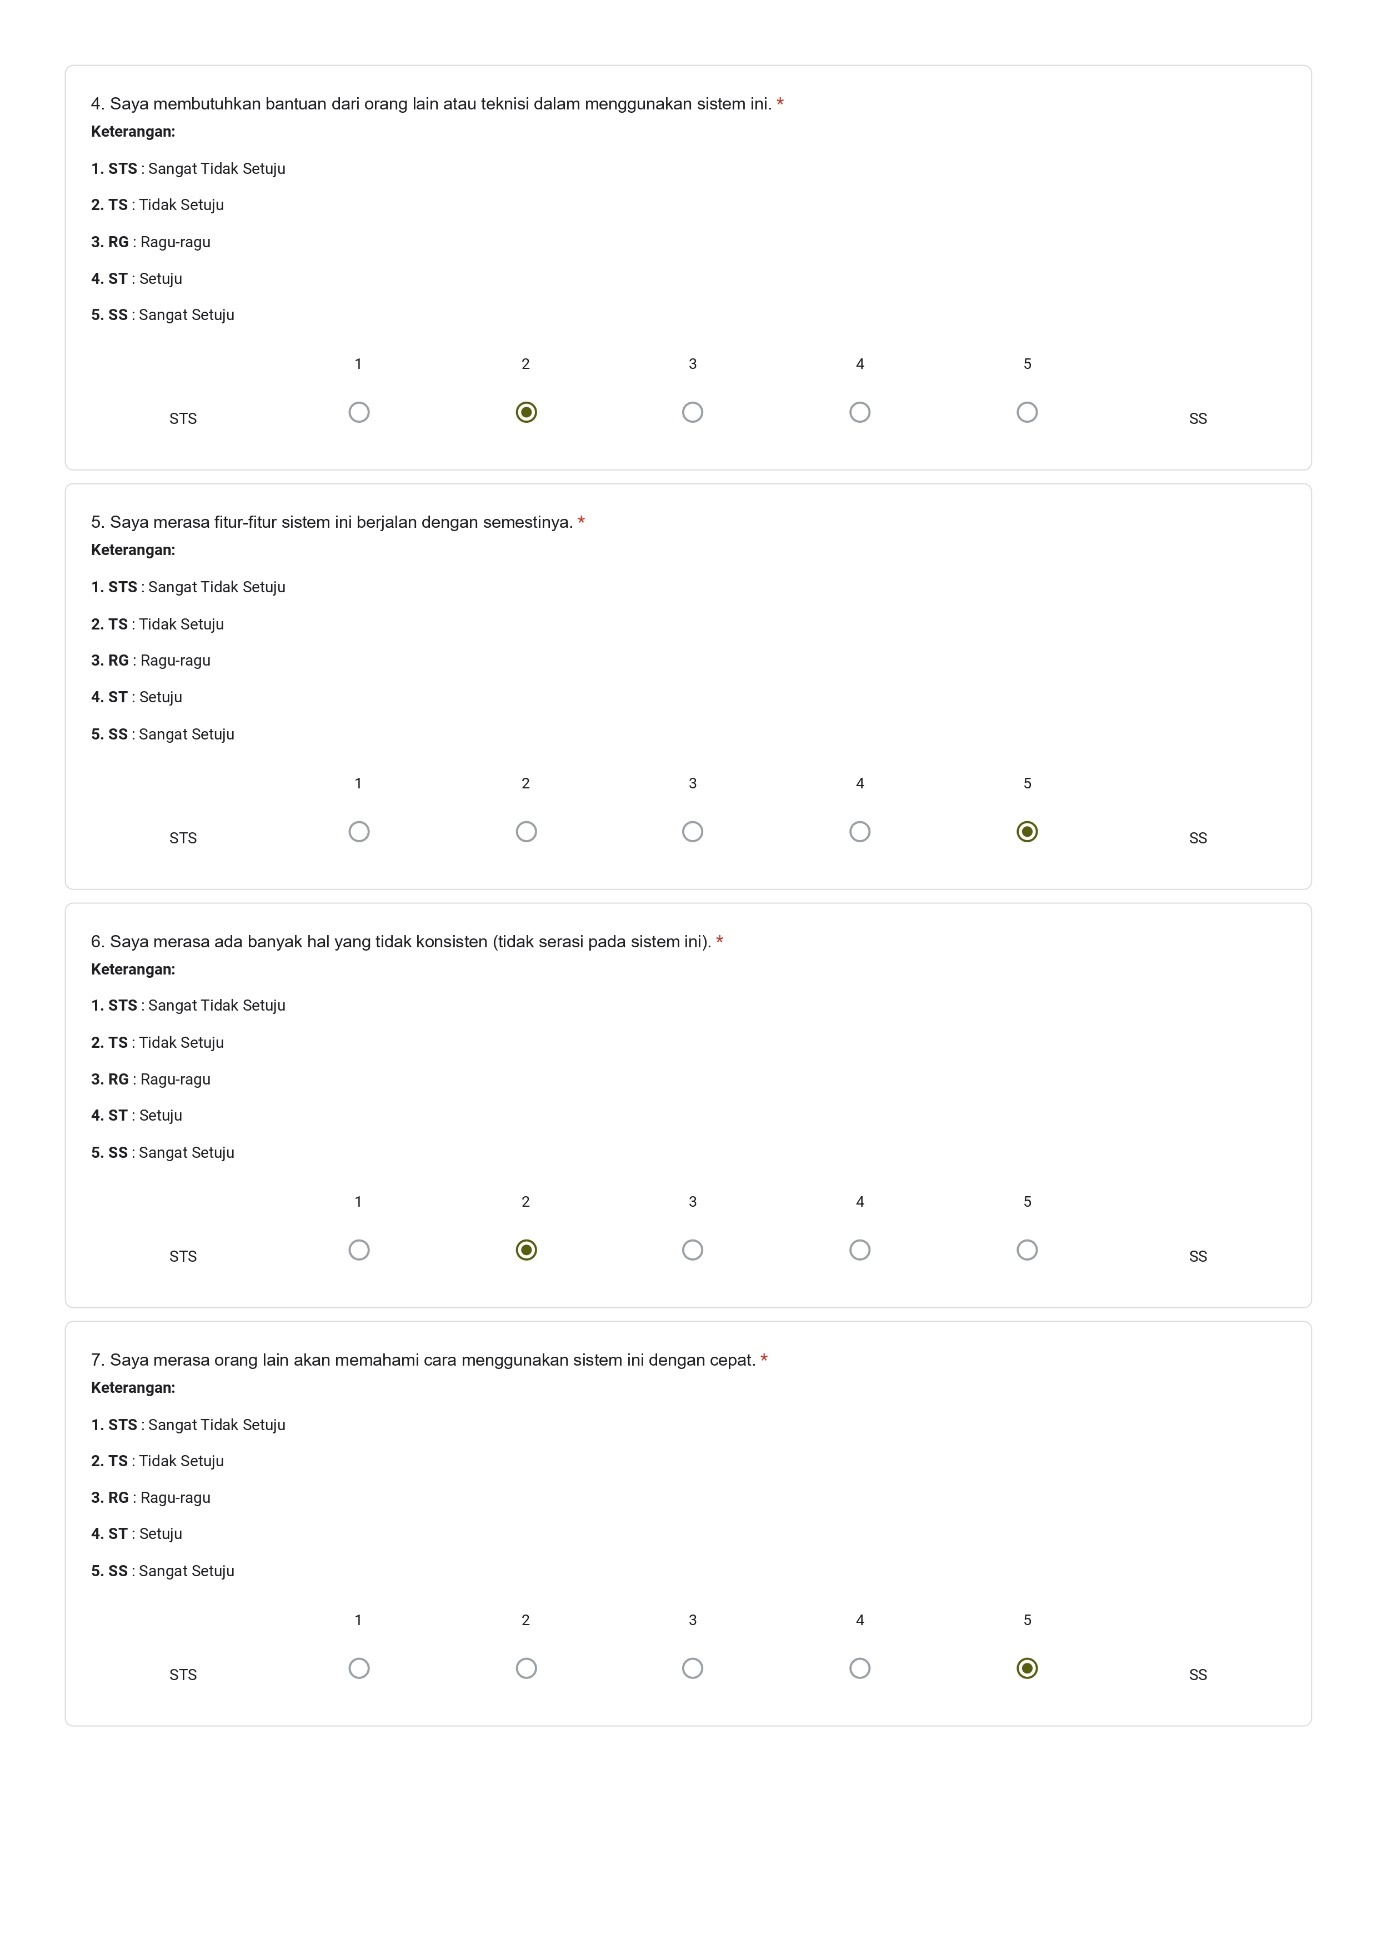 4. Saya membutuhkan bantuan dari orang lain atau teknisi dalam menggunakan sistem ini. *
Keterangan:
1. STS : Sangat Tidak Setuju
2. TS : Tidak Setuju
3. RG : Ragu-ragu
4. ST : Setuju
5. SS : Sangat Setuju
1 2 3 4 5
STS SS
5. Saya merasa fitur-fitur sistem ini berjalan dengan semestinya. *
Keterangan:
1. STS : Sangat Tidak Setuju
2. TS : Tidak Setuju
3. RG : Ragu-ragu
4. ST : Setuju
5. SS : Sangat Setuju
1 2 3 4 5
STS SS
6. Saya merasa ada banyak hal yang tidak konsisten (tidak serasi pada sistem ini). *
Keterangan:
1. STS : Sangat Tidak Setuju
2. TS : Tidak Setuju
3. RG : Ragu-ragu
4. ST : Setuju
5. SS : Sangat Setuju
1 2 3 4 5
STS SS
7. Saya merasa orang lain akan memahami cara menggunakan sistem ini dengan cepat. *
Keterangan:
1. STS : Sangat Tidak Setuju
2. TS : Tidak Setuju
3. RG : Ragu-ragu
4. ST : Setuju
5. SS : Sangat Setuju
1 2 3 4 5
STS SS